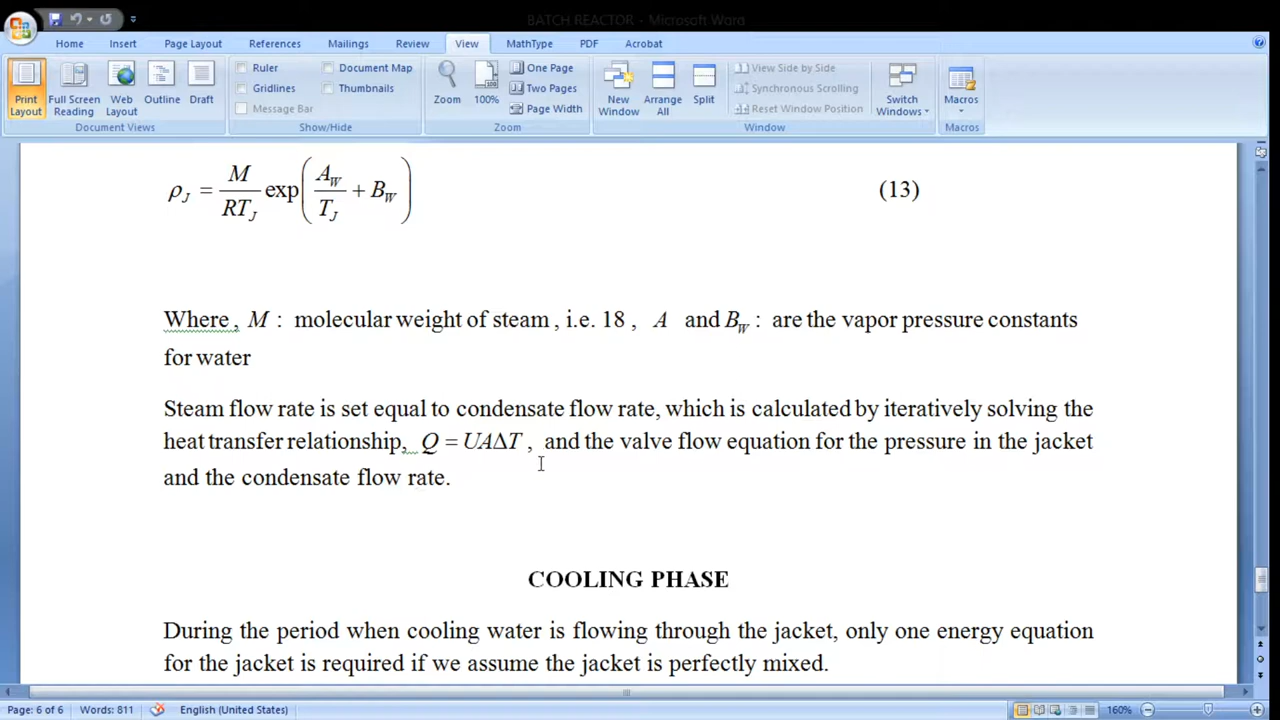 BATCH REACTOR - Microsoft Word
Home Insert Page Layout References Mailings Review View MathType PDF Acrobat
Print Layout
Full Screen Reading
Web Layout
Outline
Draft
Document Views
Ruler
Gridlines
Message Bar
Document Map
Thumbnails
Show/Hide
Zoom
100%
One Page
Two Pages
Page Width
Zoom
New Window
Arrange All
Split
View Side by Side
Synchronous Scrolling
Reset Window Position
Switch Windows
Window
Macros
Macros
ρ_J = M/(RT_J) exp(A_W/T_J + B_W) (13)
Where , M : molecular weight of steam , i.e. 18 , A and B_W : are the vapor pressure constants
for water
Steam flow rate is set equal to condensate flow rate, which is calculated by iteratively solving the
heat transfer relationship, Q = UAΔT , and the valve flow equation for the pressure in the jacket
and the condensate flow rate.
COOLING PHASE
During the period when cooling water is flowing through the jacket, only one energy equation
for the jacket is required if we assume the jacket is perfectly mixed.
Page: 6 of 6 Words: 811 English (United States) 160%